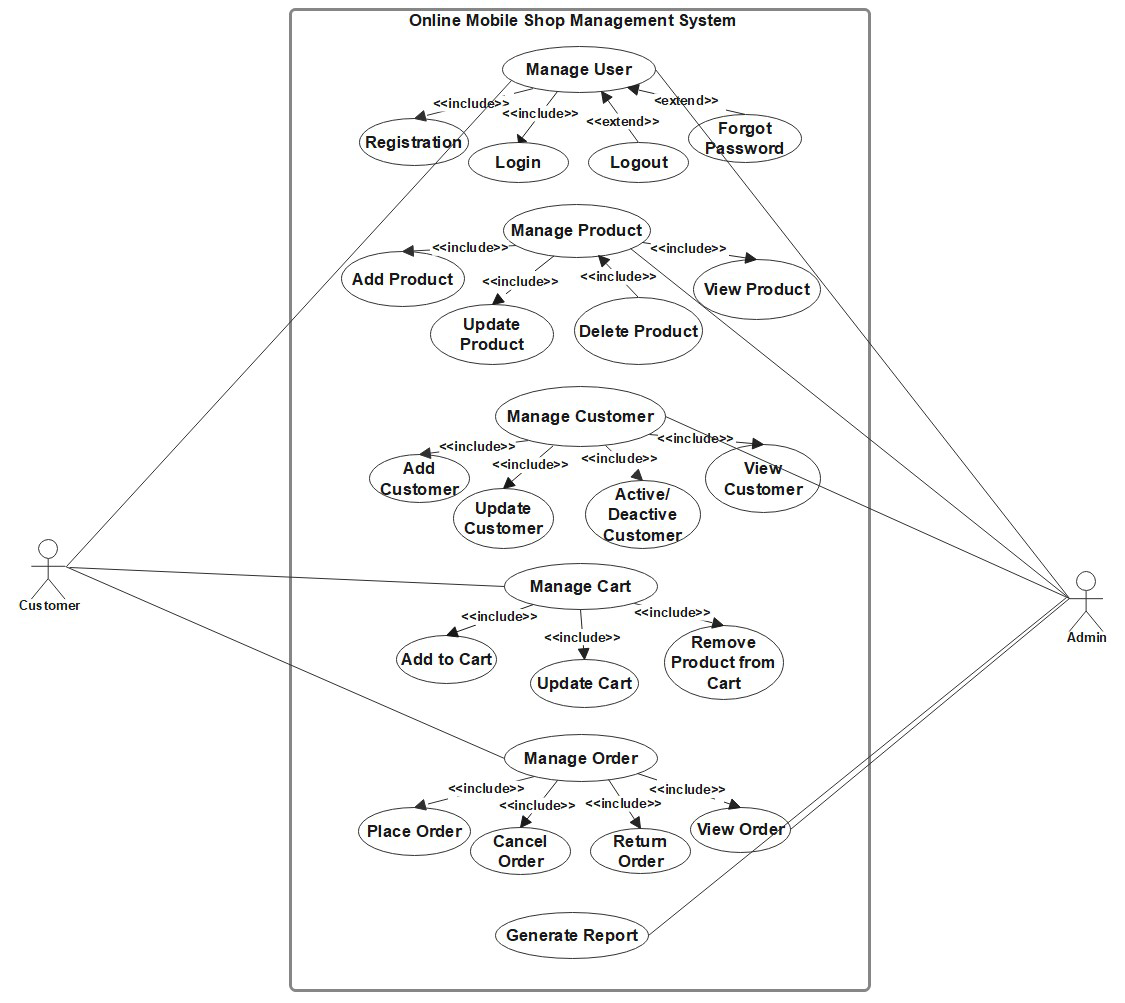 Online Mobile Shop Management System
Manage User
<<include>>
<<include>>
<<extend>>
<extend>>
Registration
Login
Logout
Forgot
Password
Manage Product
<<include>>
<<include>>
<<include>>
<<include>>
Add Product
Update
Product
Delete Product
View Product
Manage Customer
<<include>>
<<include>>
<<include>>
<<include>>
Add
Customer
Update
Customer
Active/
Deactive
Customer
View
Customer
Customer
Admin
Manage Cart
<<include>>
<<include>>
<<include>>
Add to Cart
Update Cart
Remove
Product from
Cart
Manage Order
<<include>>
<<include>>
<<include>>
<<include>>
Place Order
Cancel
Order
Return
Order
View Order
Generate Report